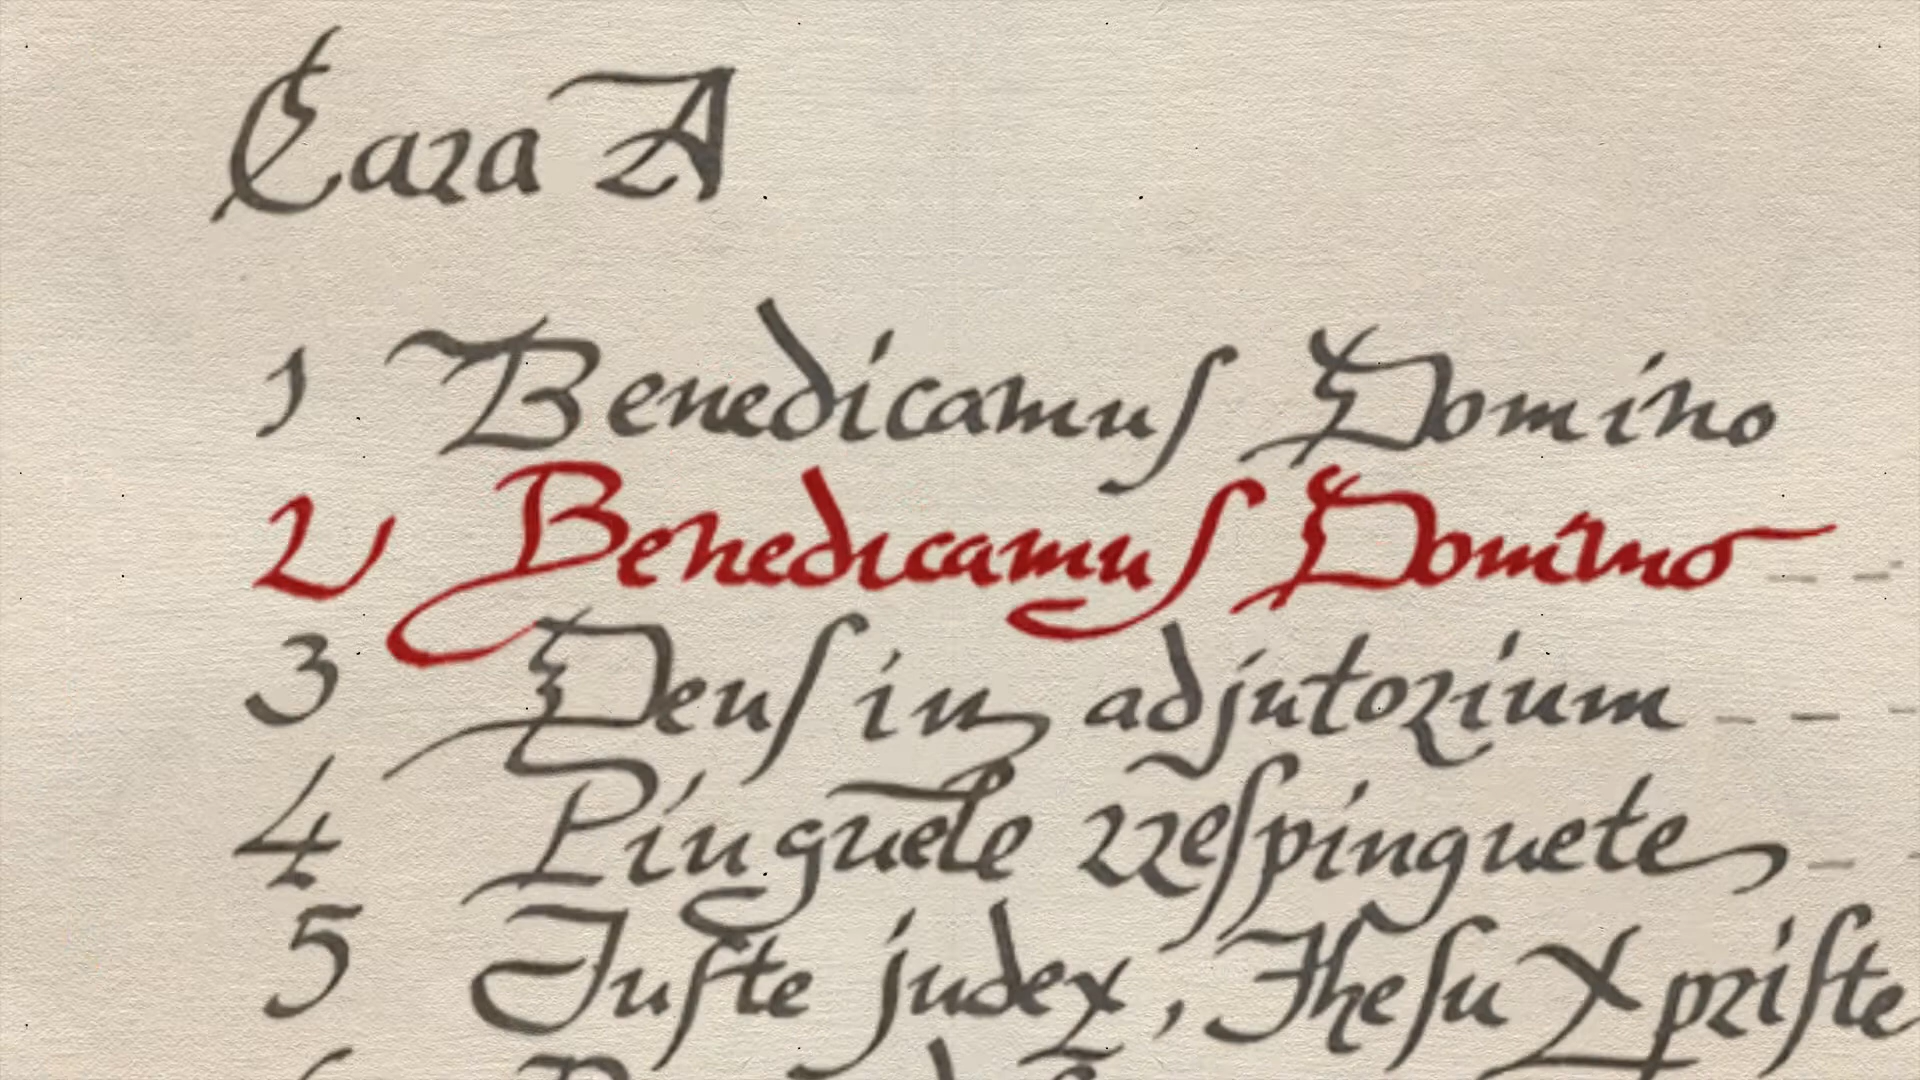 Cara A
1 Benedicamus Domino
2 Benedicamus Domino
3 Deus in adjutorium
4 Pinguele respinguete
5 Juste judex, Jhesu Xpriste